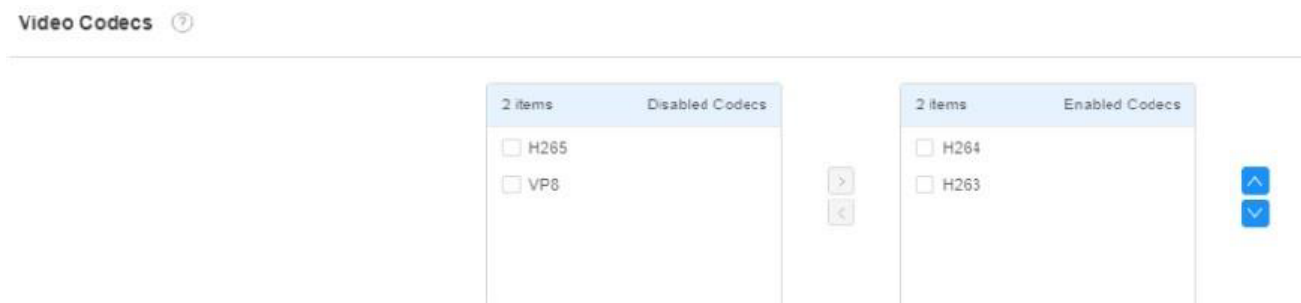 Video Codecs ?
2 items Disabled Codecs
H265
VP8
2 items Enabled Codecs
H264
H263